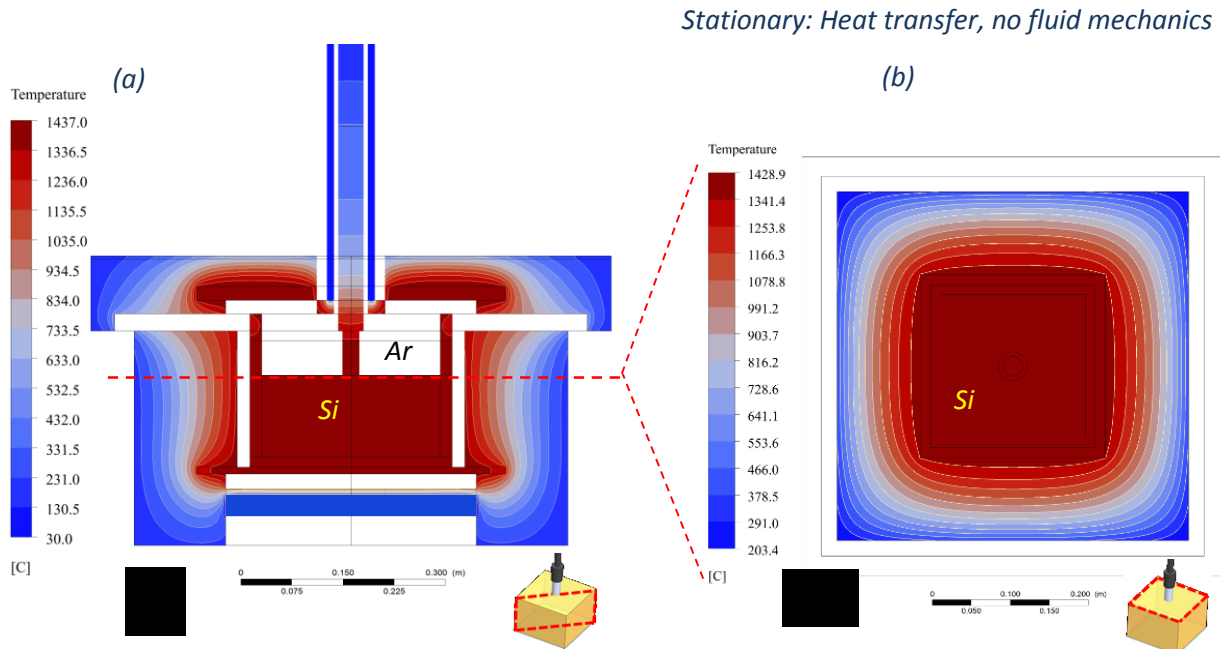 Stationary: Heat transfer, no fluid mechanics
(a)
Temperature
1437.0
1336.5
1236.0
1135.5
1035.0
934.5
834.0
733.5
633.0
532.5
432.0
331.5
231.0
130.5
30.0
[C]
Ar
Si
0 0.150 0.300 (m)
0.075 0.225
(b)
Temperature
1428.9
1341.4
1253.8
1166.3
1078.8
991.2
903.7
816.2
728.6
641.1
553.6
466.0
378.5
291.0
203.4
[C]
Si
0 0.100 0.200 (m)
0.050 0.150